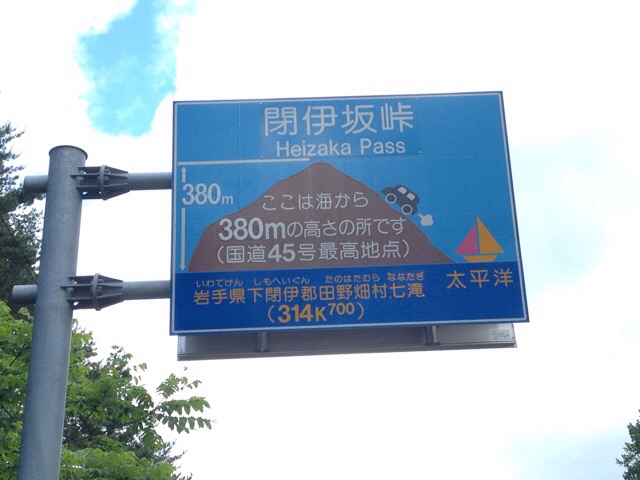 閉伊坂峠
Heizaka Pass
380m
ここは海から
380mの高さの所です
(国道45号最高地点)
太平洋
いわてけん しもへいぐん たのはたむら ななたぎ
岩手県下閉伊郡田野畑村七滝
(314K700)